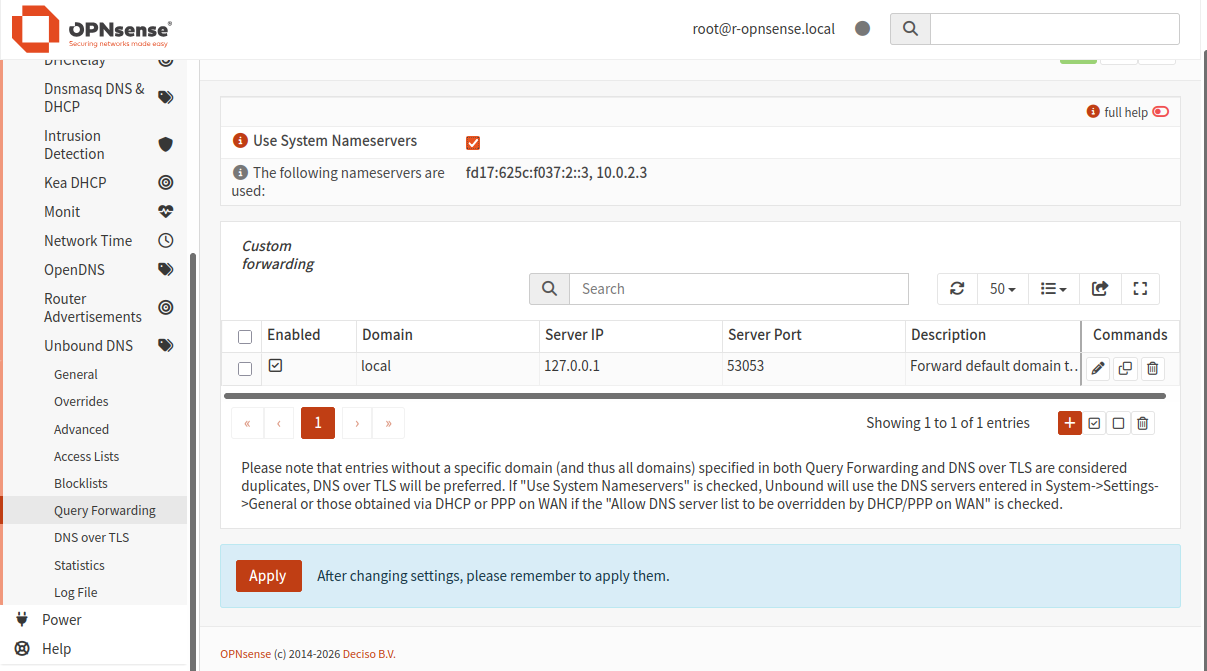 OPNsense®
Securing networks made easy
root@r-opnsense.local
DHCRelay
Dnsmasq DNS &
DHCP
Intrusion
Detection
Kea DHCP
Monit
Network Time
OpenDNS
Router
Advertisements
Unbound DNS
General
Overrides
Advanced
Access Lists
Blocklists
Query Forwarding
DNS over TLS
Statistics
Log File
Power
Help
full help
Use System Nameservers
The following nameservers are
used:
fd17:625c:f037:2::3, 10.0.2.3
Custom
forwarding
Search
50
Enabled Domain Server IP Server Port Description Commands
local 127.0.0.1 53053 Forward default domain t..
« ‹ 1 › »
Showing 1 to 1 of 1 entries
Please note that entries without a specific domain (and thus all domains) specified in both Query Forwarding and DNS over TLS are considered
duplicates, DNS over TLS will be preferred. If "Use System Nameservers" is checked, Unbound will use the DNS servers entered in System->Settings-
>General or those obtained via DHCP or PPP on WAN if the "Allow DNS server list to be overridden by DHCP/PPP on WAN" is checked.
Apply
After changing settings, please remember to apply them.
OPNsense (c) 2014-2026 Deciso B.V.